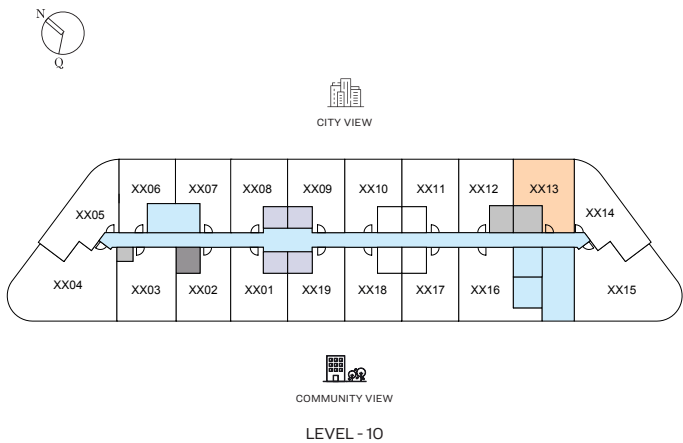 N
Q
CITY VIEW
XX06 XX07 XX08 XX09 XX10 XX11 XX12 XX13
XX05 XX14
XX04 XX03 XX02 XX01 XX19 XX18 XX17 XX16 XX15
COMMUNITY VIEW
LEVEL - 10